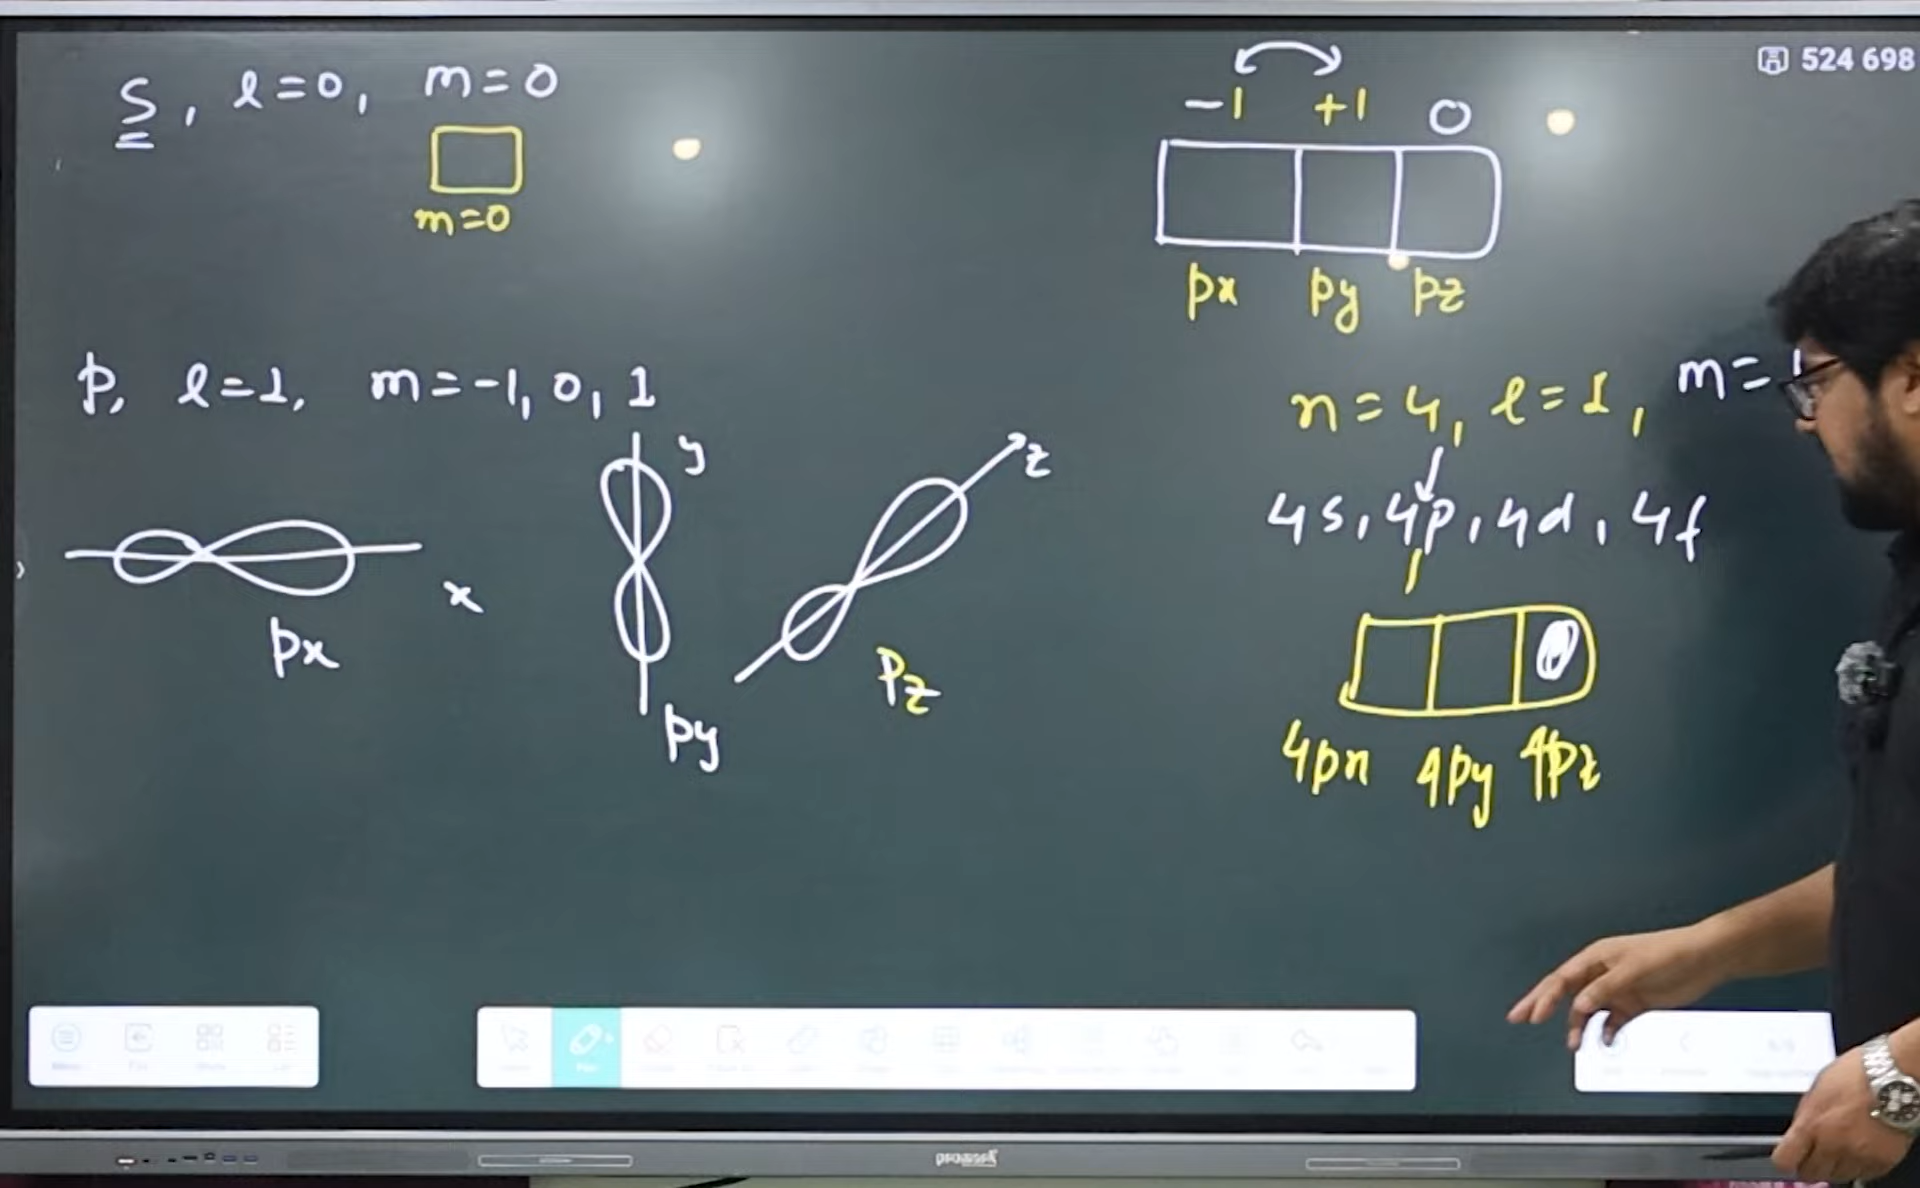 S, l=0, m=0
m=0
P, l=1, m=-1, 0, 1
x
px
y
py
z
Pz
524 698
-1 +1 0
px py pz
n=4, l=1, m=
4s, 4p, 4d, 4f
4px 4py 4pz